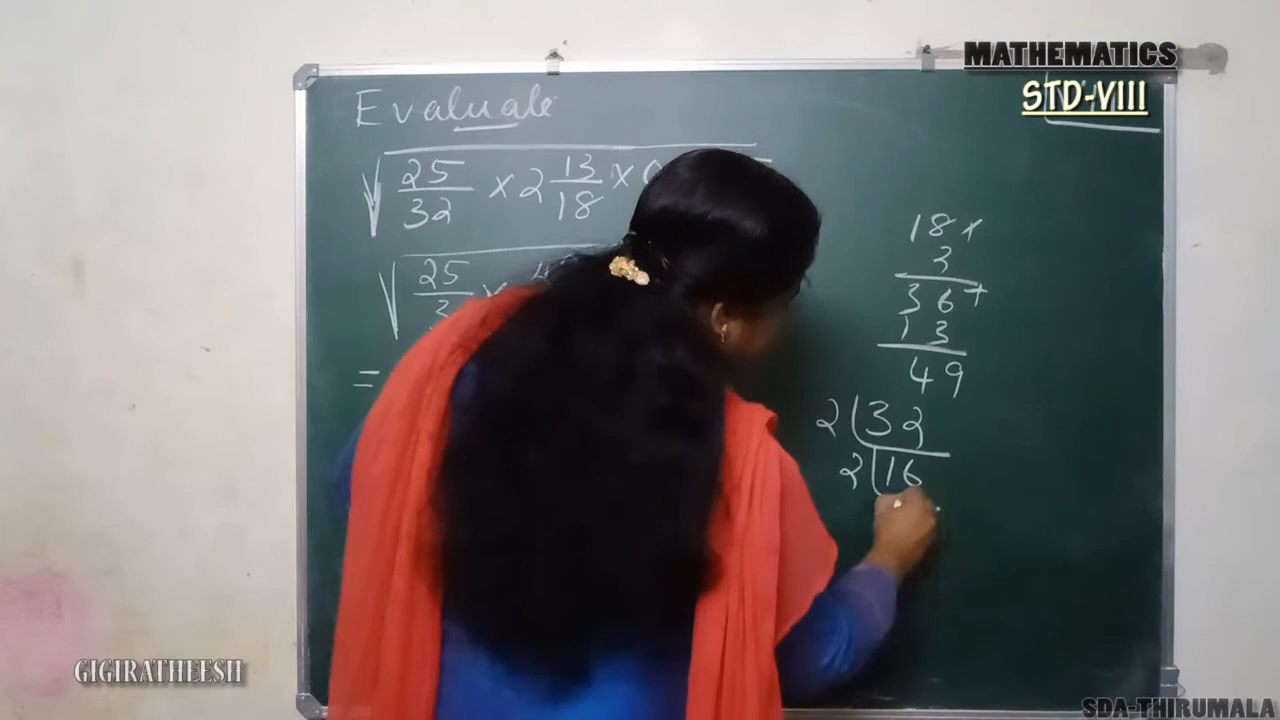 MATHEMATICS
STD-VIII
Evaluate
√ 25/32 × 2 13/18 ×
√ 25/
=
18 ×
3
36 +
13
49
2 32
2 16
GIGIRATHEESH
SDA-THIRUMALA